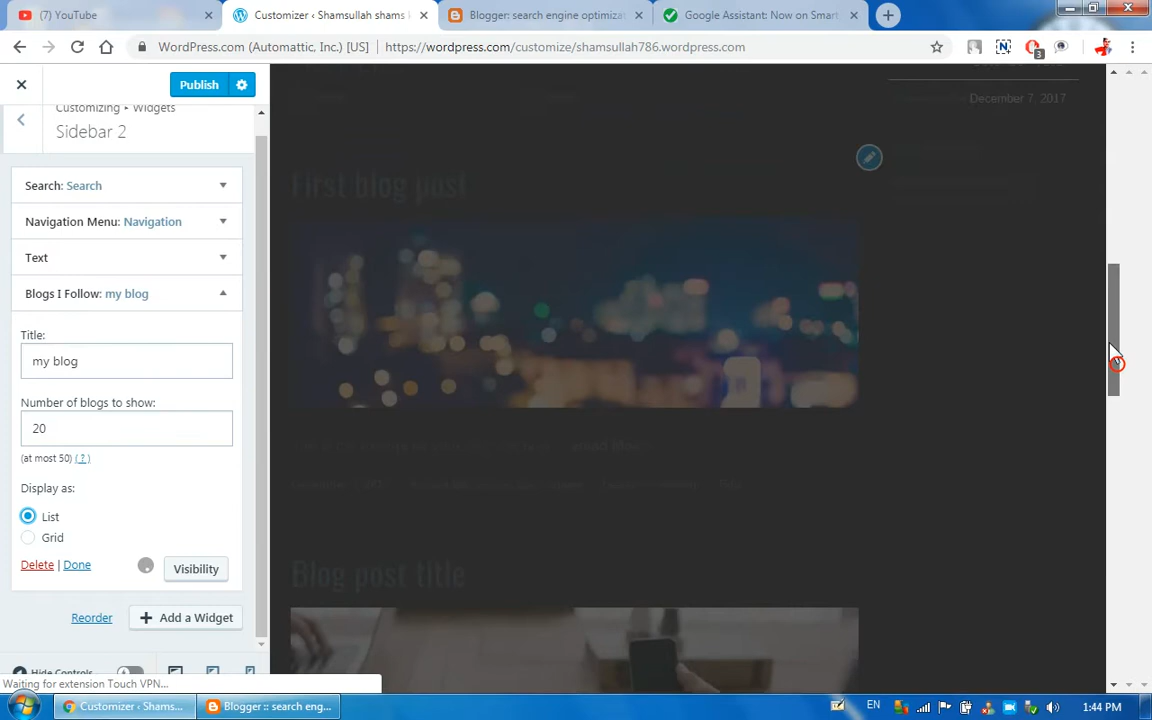 (7) YouTube
Customizer ‹ Shamsullah shams
Blogger: search engine optimizat
Google Assistant: Now on Smart
WordPress.com (Automattic, Inc.) [US]
https://wordpress.com/customize/shamsullah786.wordpress.com
3
Publish
Customizing ▸ Widgets
Sidebar 2
December 7, 2017
Search: Search
First blog post
Navigation Menu: Navigation
Text
Blogs I Follow: my blog
Title:
my blog
Number of blogs to show:
20
(at most 50) ( ? )
Display as:
List
Grid
Delete | Done
Visibility
Blog post title
Reorder
Add a Widget
Hide Controls
Waiting for extension Touch VPN...
Customizer ‹ Shams...
Blogger :: search eng...
EN
1:44 PM